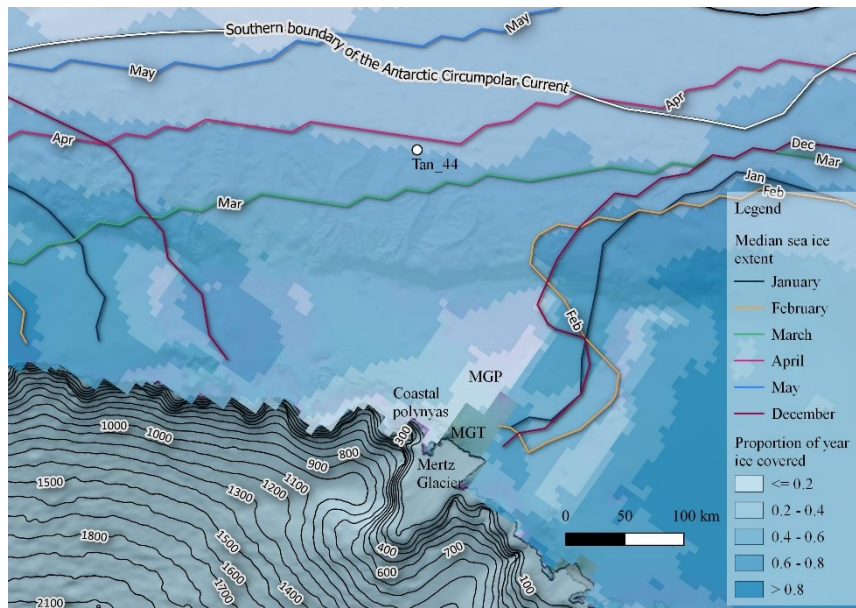 Southern boundary of the Antarctic Circumpolar Current
May
May
Apr
Apr
Tan_44
Dec
Mar
Mar
Jan
Feb
Feb
MGP
Coastal
polynyas
MGT
Mertz
Glacier
300
1000
1000
900
800
1100
1200
1300
1500
1500
1600
1400
1700
1800
2100
400
600
700
100
0 50 100 km
Legend
Median sea ice
extent
January
February
March
April
May
December
Proportion of year
ice covered
<= 0.2
0.2 - 0.4
0.4 - 0.6
0.6 - 0.8
> 0.8